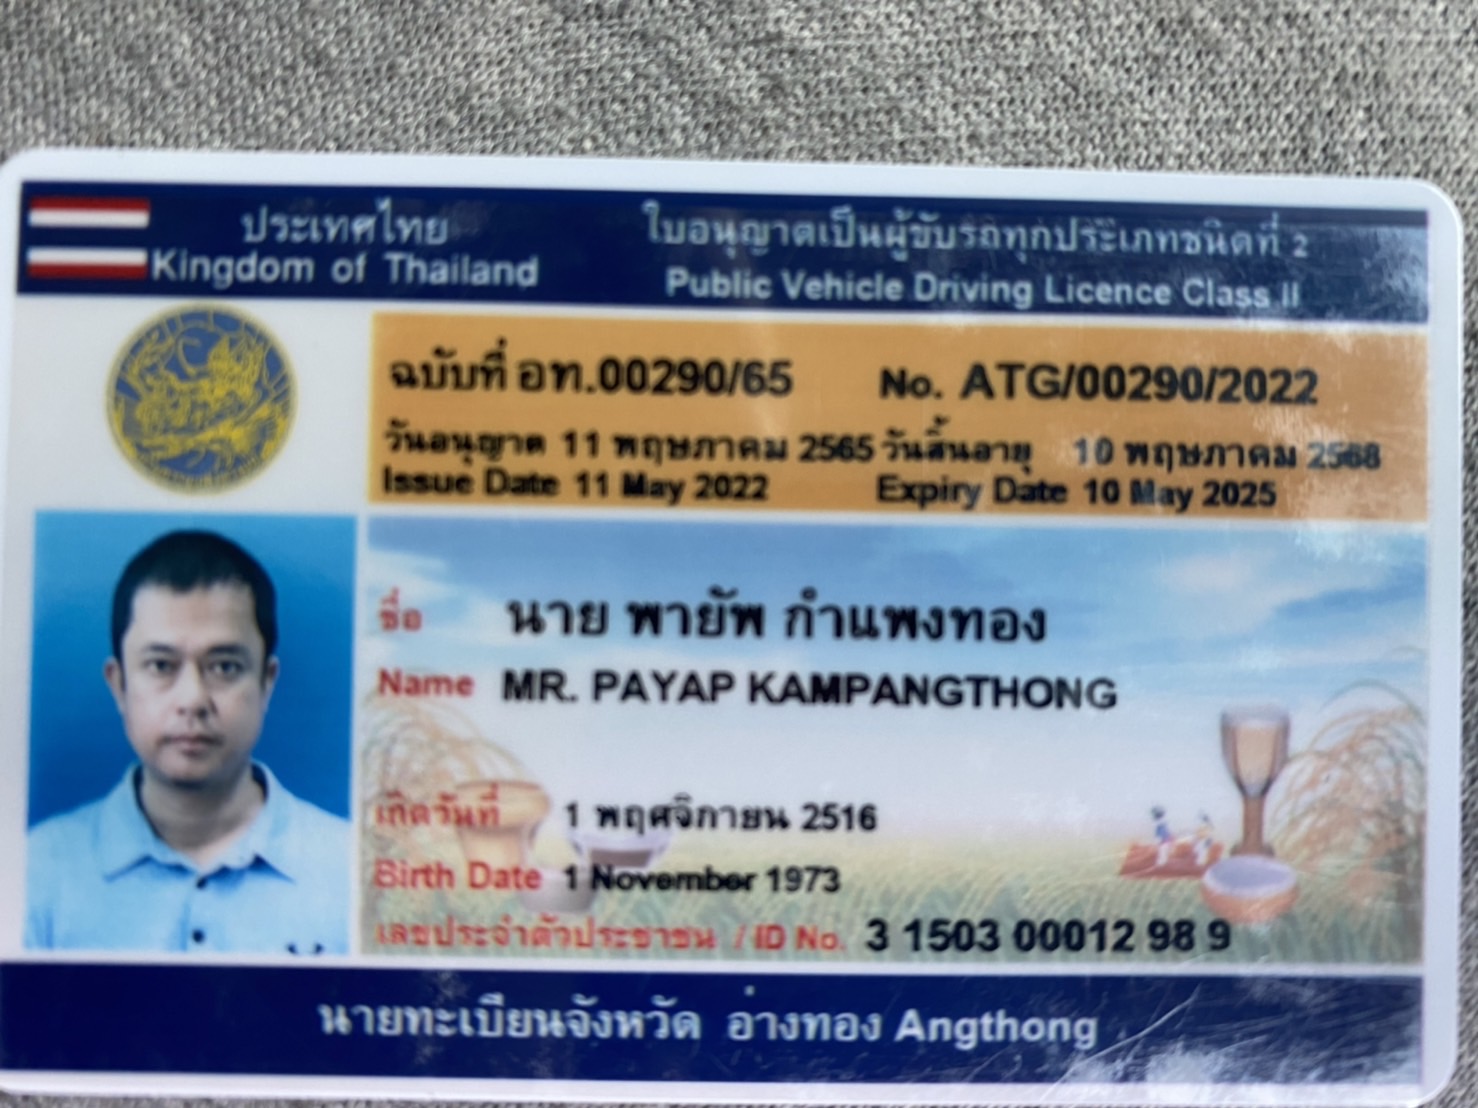 ประเทศไทย
Kingdom of Thailand
ใบอนุญาตเป็นผู้ขับรถทุกประเภทชนิดที่ 2
Public Vehicle Driving Licence Class II
ฉบับที่ อท.00290/65 No. ATG/00290/2022
วันอนุญาต 11 พฤษภาคม 2565 วันสิ้นอายุ 10 พฤษภาคม 2568
Issue Date 11 May 2022 Expiry Date 10 May 2025
ชื่อ นาย พายัพ กำแพงทอง
Name MR. PAYAP KAMPANGTHONG
เกิดวันที่ 1 พฤศจิกายน 2516
Birth Date 1 November 1973
เลขประจำตัวประชาชน / ID No. 3 1503 00012 98 9
นายทะเบียนจังหวัด อ่างทอง Angthong